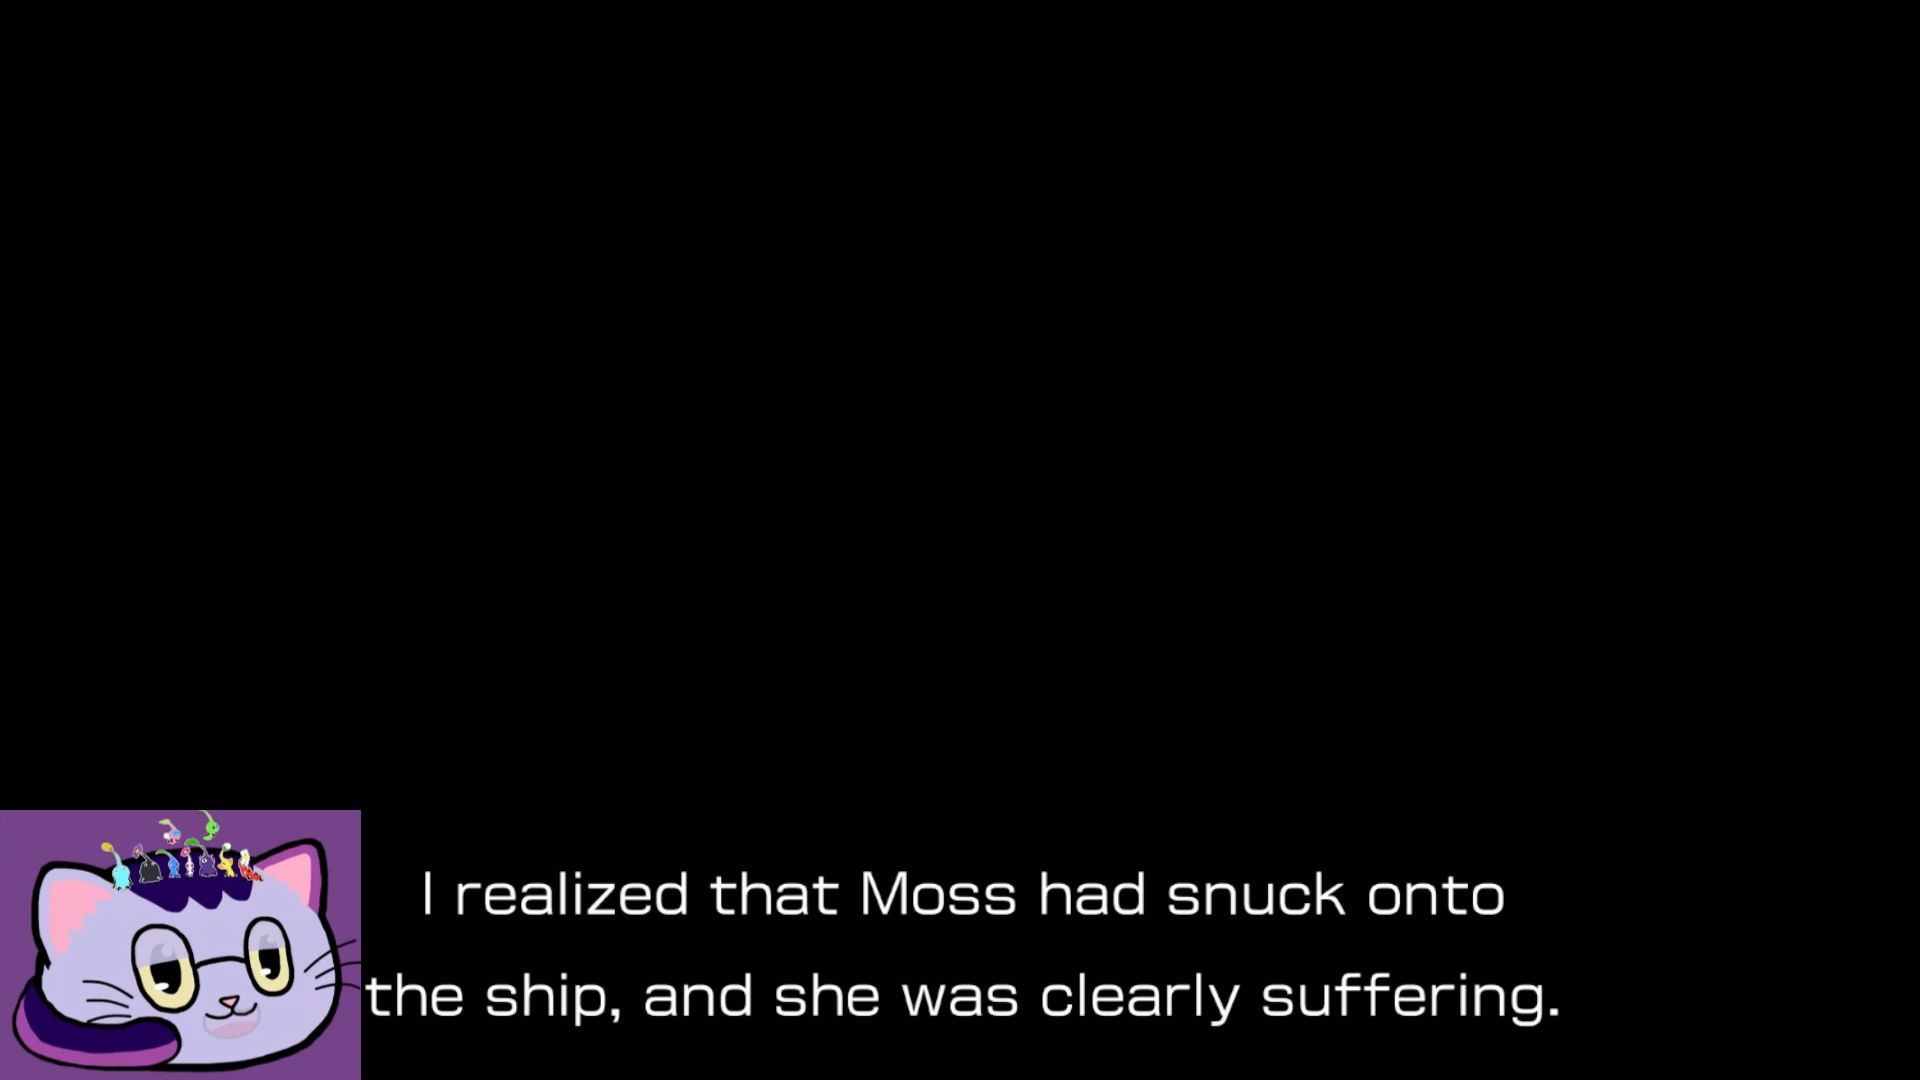 I realized that Moss had snuck onto
the ship, and she was clearly suffering.